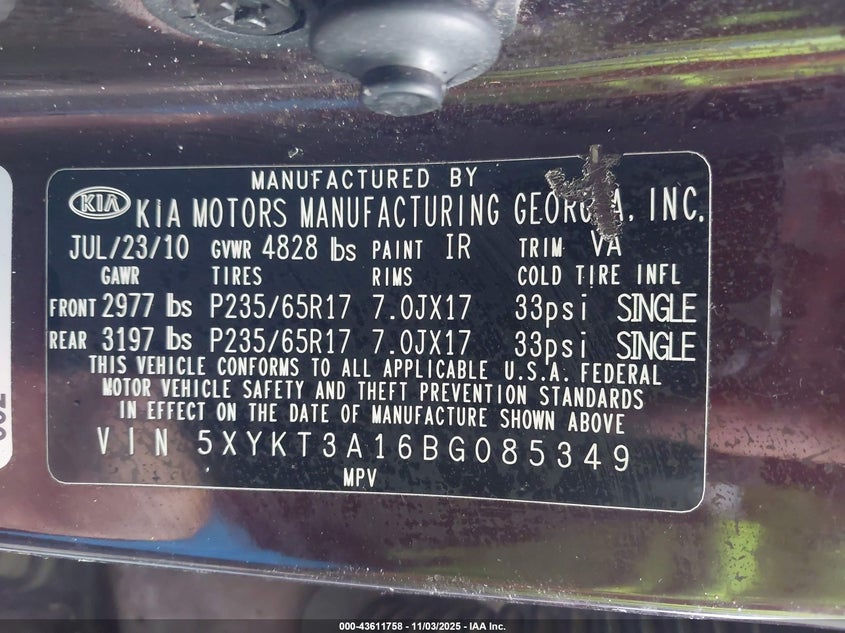 MANUFACTURED BY
KIA KIA MOTORS MANUFACTURING GEORGIA, INC.
JUL/23/10 GVWR 4828 lbs PAINT IR TRIM VA
GAWR TIRES RIMS COLD TIRE INFL
FRONT 2977 lbs P235/65R17 7.0JX17 33psi SINGLE
REAR 3197 lbs P235/65R17 7.0JX17 33psi SINGLE
THIS VEHICLE CONFORMS TO ALL APPLICABLE U.S.A. FEDERAL
MOTOR VEHICLE SAFETY AND THEFT PREVENTION STANDARDS
IN EFFECT ON THE DATE OF MANUFACTURE SHOWN ABOVE
VIN 5XYKT3A16BG085349
MPV
000-43611758 - 11/03/2025 - IAA Inc.